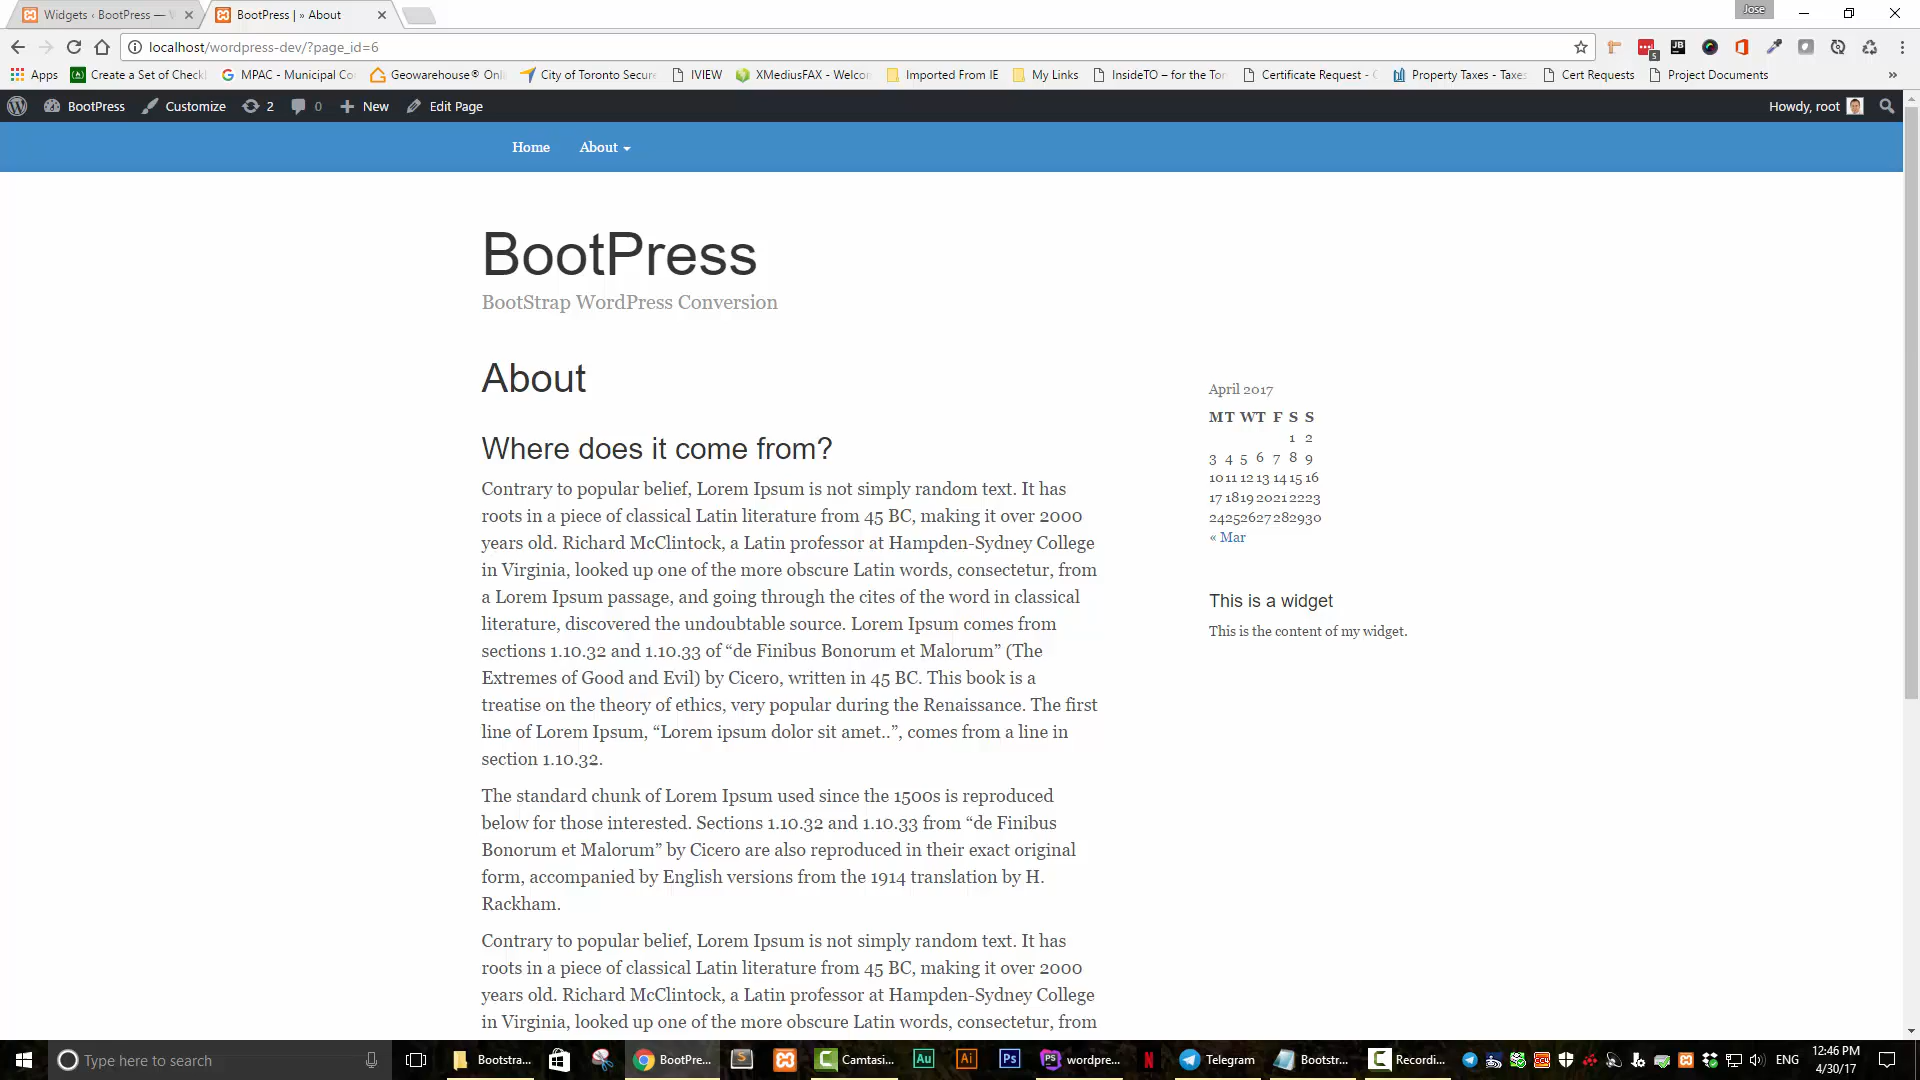 Widgets ‹ BootPress — W
BootPress | » About
Jose
localhost/wordpress-dev/?page_id=6
Apps
Create a Set of Check
MPAC - Municipal Co
Geowarehouse® Onl
City of Toronto Secure
IVIEW
XMediusFAX - Welco
Imported From IE
My Links
InsideTO – for the To
Certificate Request - C
Property Taxes - Taxe
Cert Requests
Project Documents
»
BootPress
Customize
2
0
New
Edit Page
Howdy, root
Home
About
BootPress
BootStrap WordPress Conversion
About
Where does it come from?
Contrary to popular belief, Lorem Ipsum is not simply random text. It has
roots in a piece of classical Latin literature from 45 BC, making it over 2000
years old. Richard McClintock, a Latin professor at Hampden-Sydney College
in Virginia, looked up one of the more obscure Latin words, consectetur, from
a Lorem Ipsum passage, and going through the cites of the word in classical
literature, discovered the undoubtable source. Lorem Ipsum comes from
sections 1.10.32 and 1.10.33 of “de Finibus Bonorum et Malorum” (The
Extremes of Good and Evil) by Cicero, written in 45 BC. This book is a
treatise on the theory of ethics, very popular during the Renaissance. The first
line of Lorem Ipsum, “Lorem ipsum dolor sit amet..”, comes from a line in
section 1.10.32.
The standard chunk of Lorem Ipsum used since the 1500s is reproduced
below for those interested. Sections 1.10.32 and 1.10.33 from “de Finibus
Bonorum et Malorum” by Cicero are also reproduced in their exact original
form, accompanied by English versions from the 1914 translation by H.
Rackham.
Contrary to popular belief, Lorem Ipsum is not simply random text. It has
roots in a piece of classical Latin literature from 45 BC, making it over 2000
years old. Richard McClintock, a Latin professor at Hampden-Sydney College
in Virginia, looked up one of the more obscure Latin words, consectetur, from
April 2017
M T W T F S S
1 2
3 4 5 6 7 8 9
10 11 12 13 14 15 16
17 18 19 20 21 22 23
24 25 26 27 28 29 30
« Mar
This is a widget
This is the content of my widget.
Type here to search
Bootstra...
BootPre...
Camtasi...
Au
Ai
Ps
wordpre...
Telegram
Bootstr...
Recordi...
ENG
12:46 PM
4/30/17